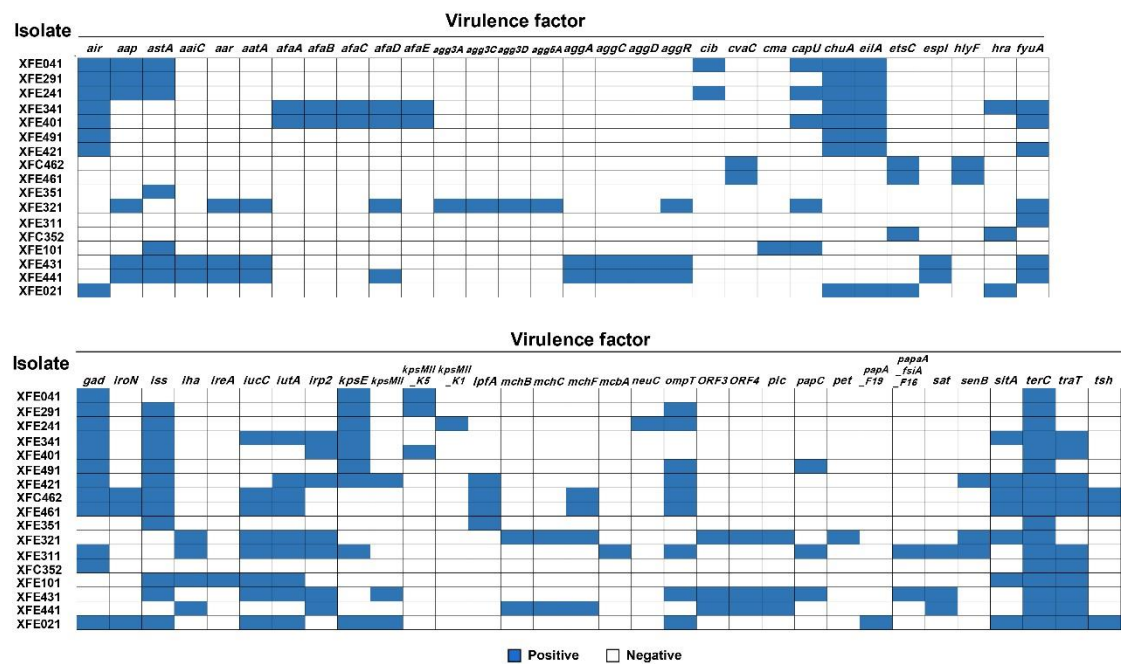 Virulence factor
Isolate
air aap astA aaiC aar aatA afaA afaB afaC afaD afaE agg3A agg3C agg3D agg5A aggA aggC aggD aggR cib cvaC cma capU chuA eilA etsC espI hlyF hra fyuA
XFE041
XFE291
XFE241
XFE341
XFE401
XFE491
XFE421
XFC462
XFE461
XFE351
XFE321
XFE311
XFC352
XFE101
XFE431
XFE441
XFE021
Virulence factor
Isolate
gad iroN iss iha ireA iucC iutA irp2 kpsE kpsMII kpsMII_K5 kpsMII_K1 lpfA mchB mchC mchF mcbA neuC ompT ORF3 ORF4 pic papC pet papA_F19 papaA_fsiA_F16 sat senB sitA terC traT tsh
XFE041
XFE291
XFE241
XFE341
XFE401
XFE491
XFE421
XFC462
XFE461
XFE351
XFE321
XFE311
XFC352
XFE101
XFE431
XFE441
XFE021
Positive Negative